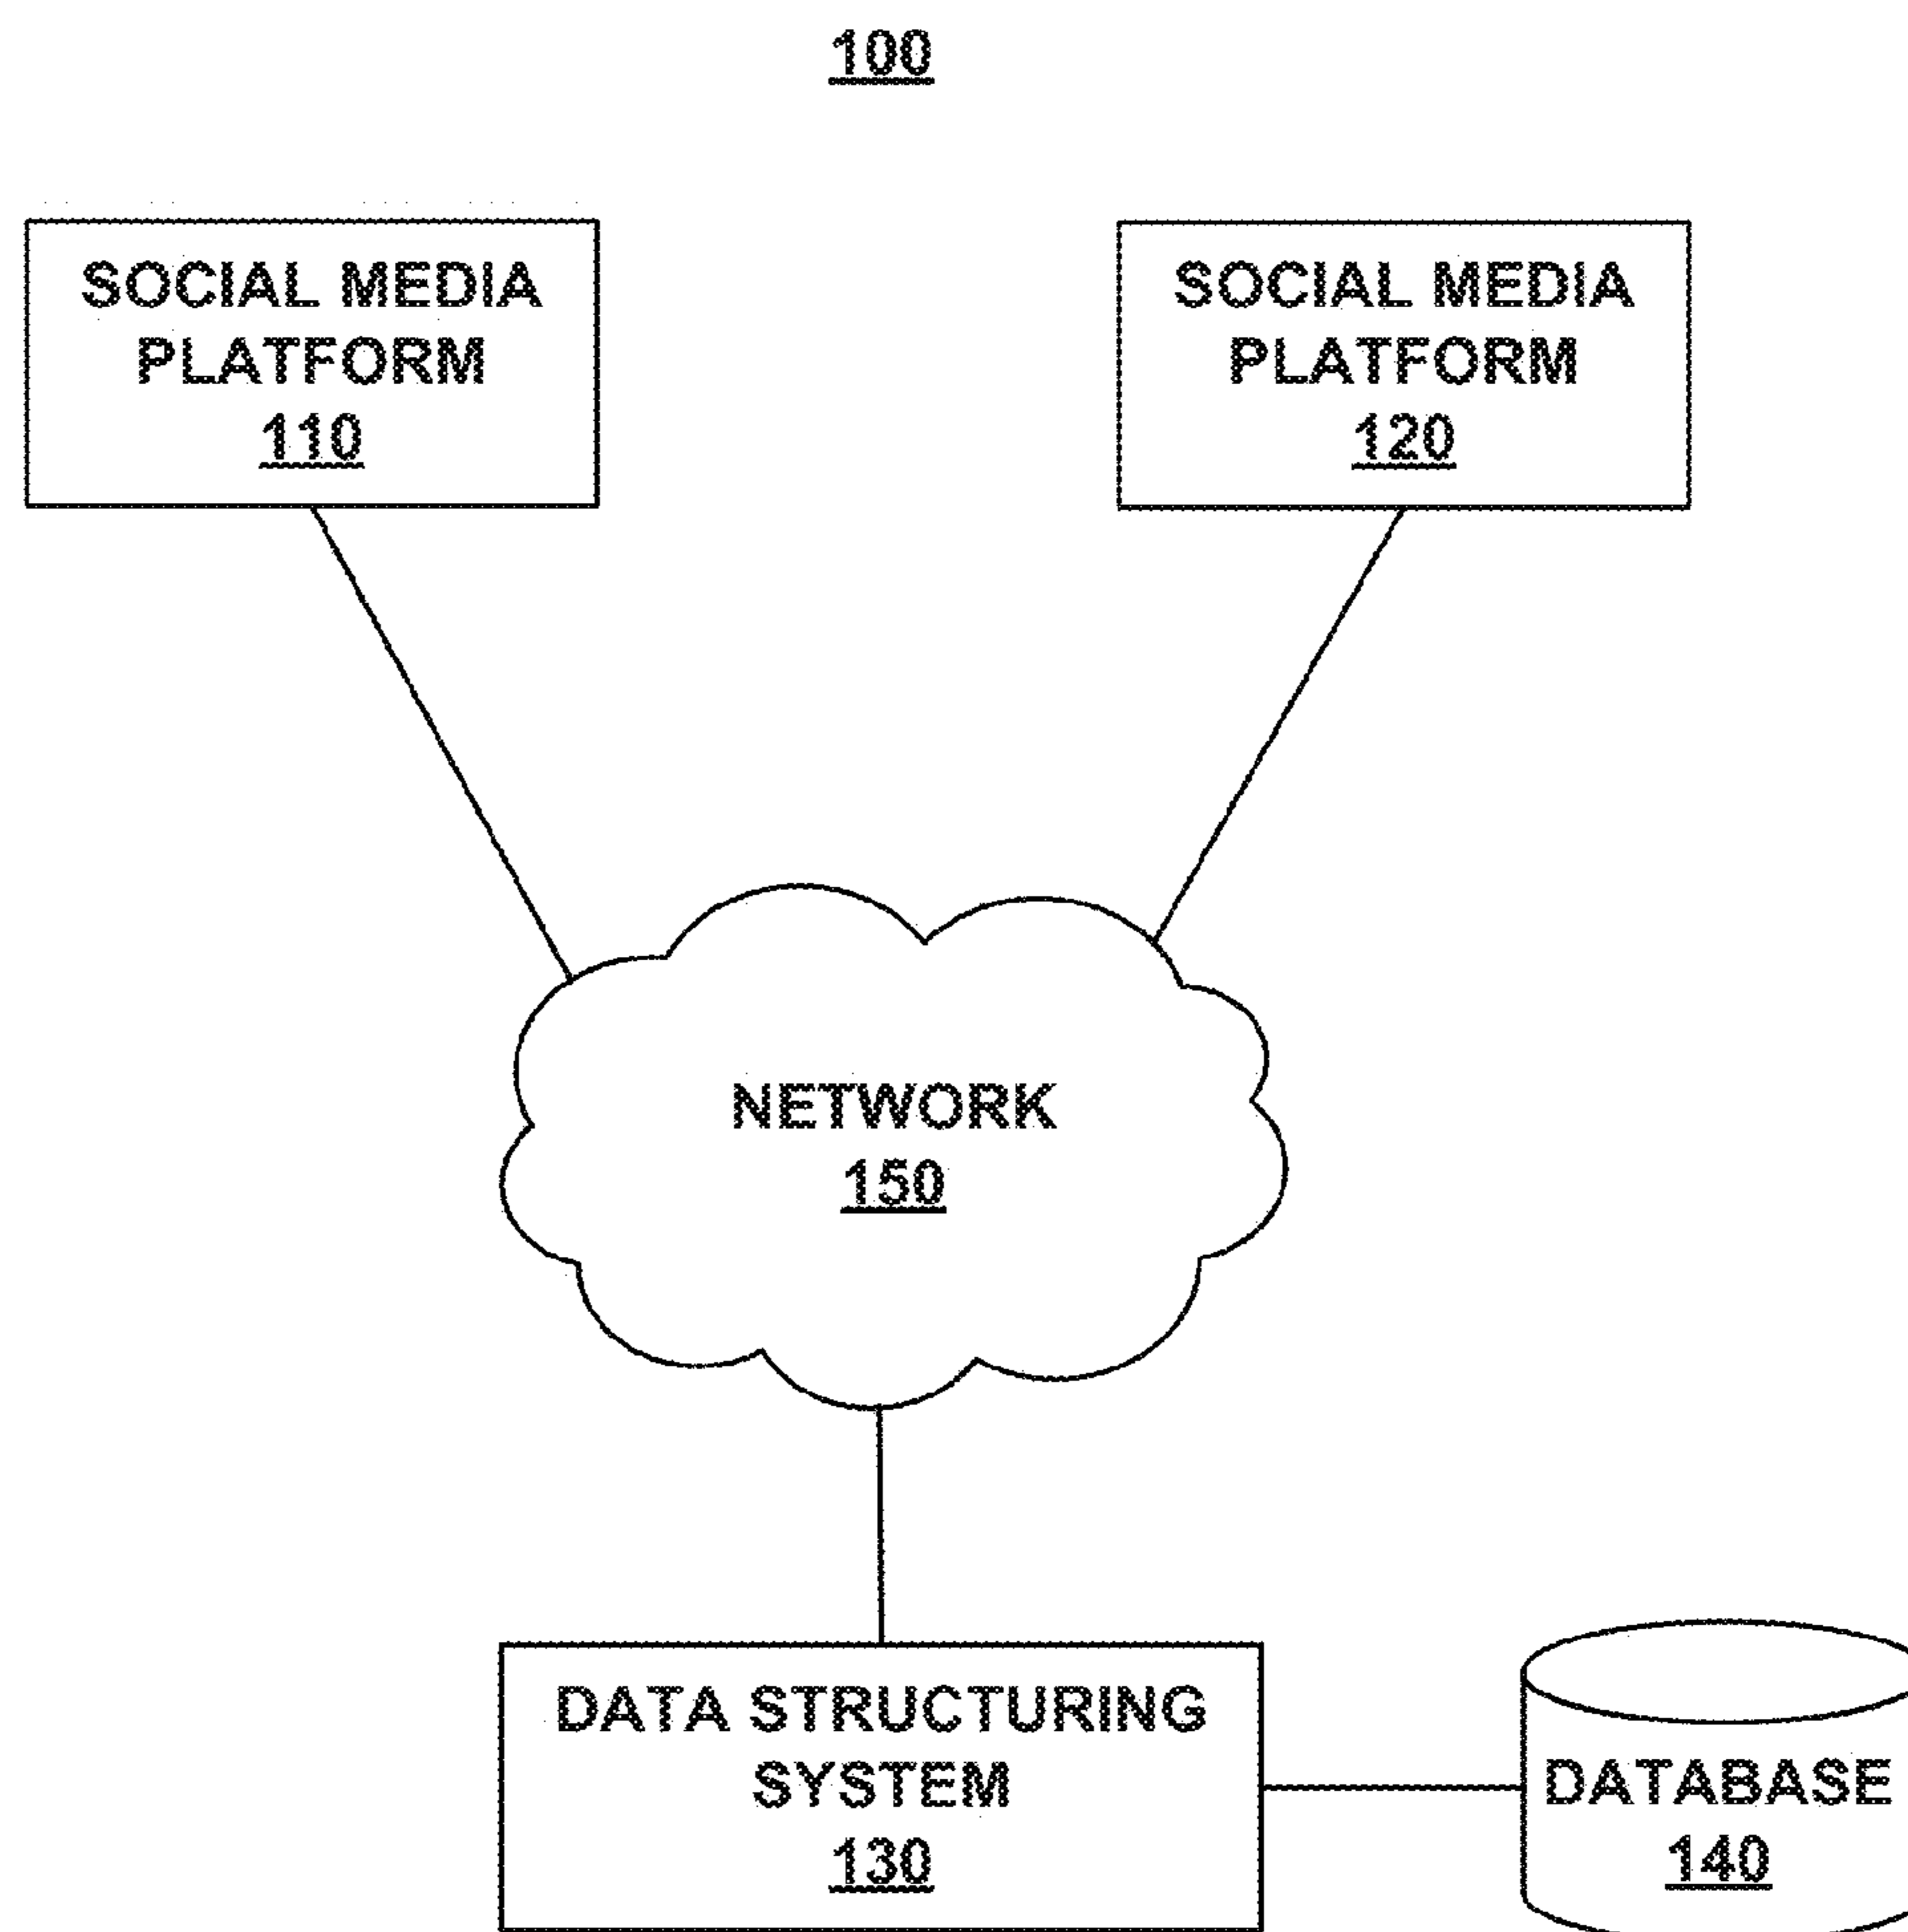 100
SOCIAL MEDIA
PLATFORM
110
SOCIAL MEDIA
PLATFORM
120
NETWORK
150
DATA STRUCTURING
SYSTEM
130
DATABASE
140